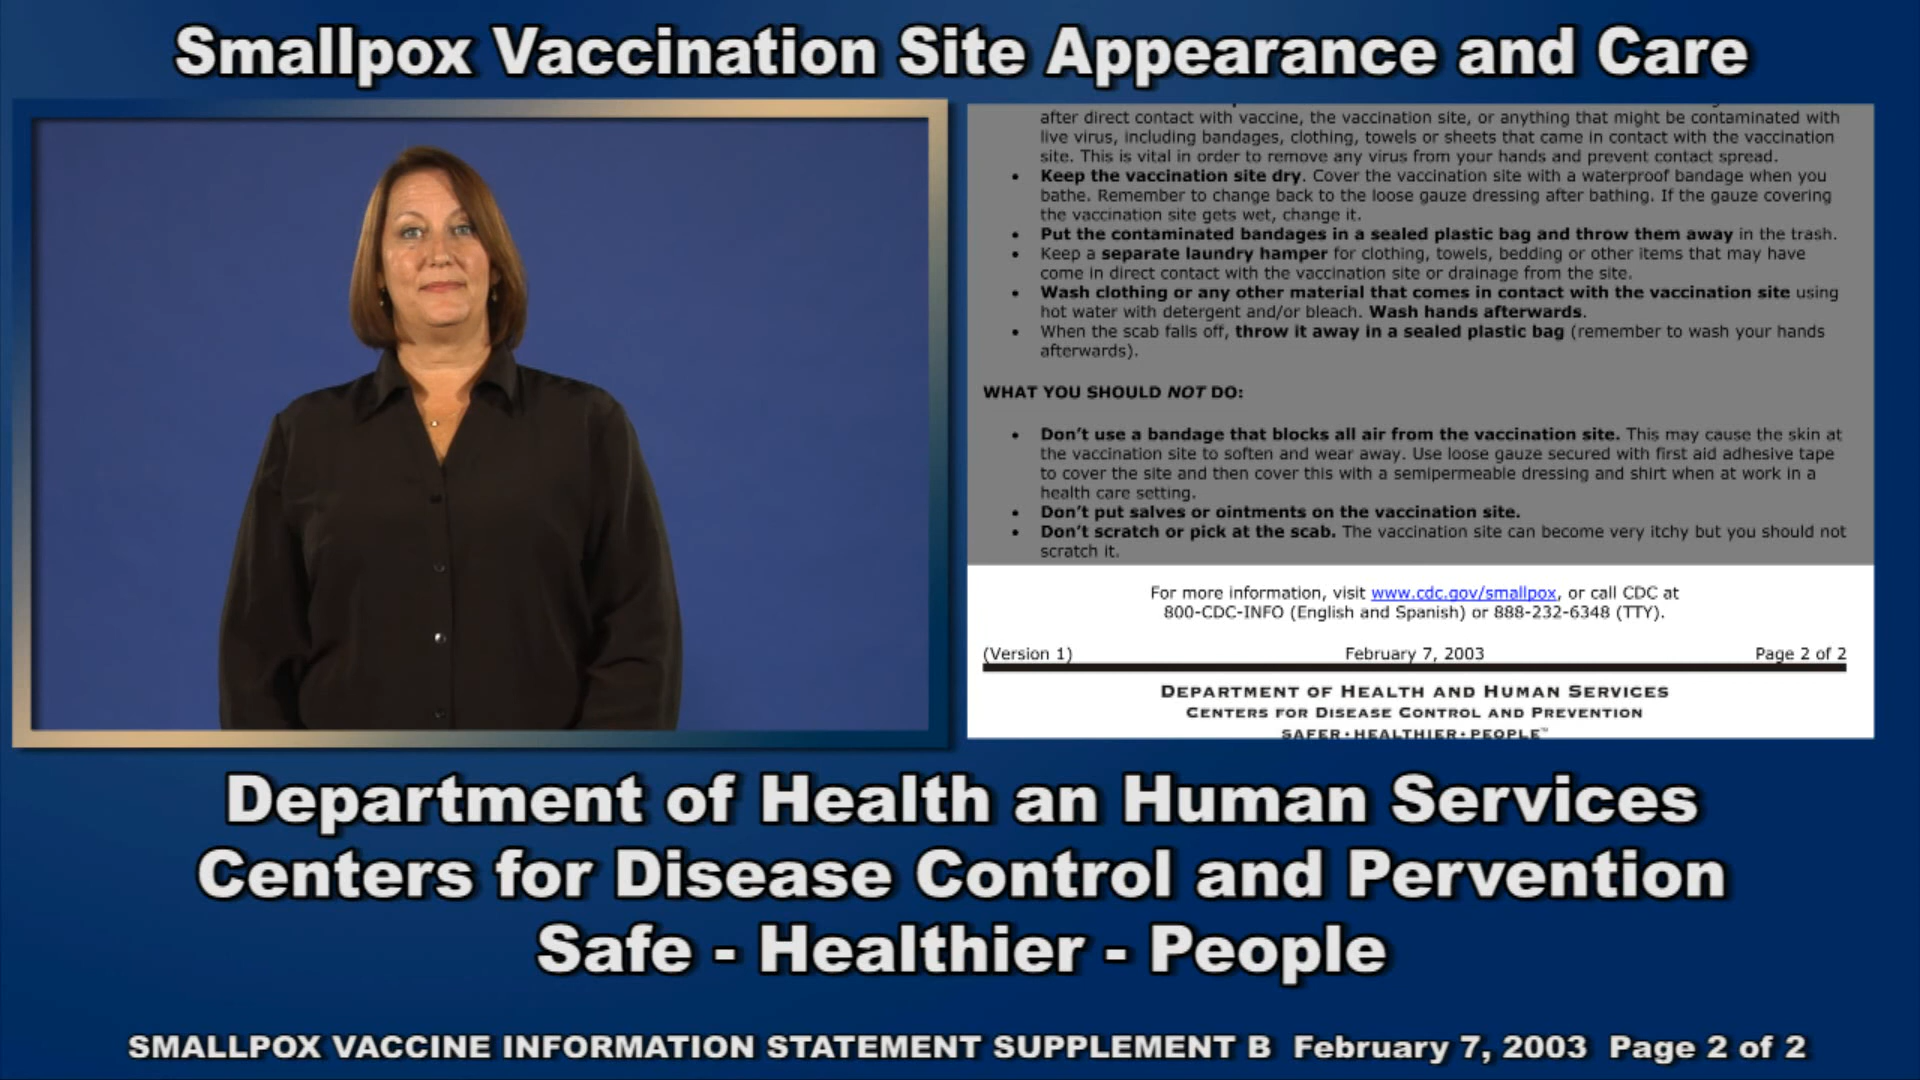 Smallpox Vaccination Site Appearance and Care
after direct contact with vaccine, the vaccination site, or anything that might be contaminated with
live virus, including bandages, clothing, towels or sheets that came in contact with the vaccination
site. This is vital in order to remove any virus from your hands and prevent contact spread.
• Keep the vaccination site dry. Cover the vaccination site with a waterproof bandage when you
bathe. Remember to change back to the loose gauze dressing after bathing. If the gauze covering
the vaccination site gets wet, change it.
• Put the contaminated bandages in a sealed plastic bag and throw them away in the trash.
• Keep a separate laundry hamper for clothing, towels, bedding or other items that may have
come in direct contact with the vaccination site or drainage from the site.
• Wash clothing or any other material that comes in contact with the vaccination site using
hot water with detergent and/or bleach. Wash hands afterwards.
• When the scab falls off, throw it away in a sealed plastic bag (remember to wash your hands
afterwards).
WHAT YOU SHOULD NOT DO:
• Don't use a bandage that blocks all air from the vaccination site. This may cause the skin at
the vaccination site to soften and wear away. Use loose gauze secured with first aid adhesive tape
to cover the site and then cover this with a semipermeable dressing and shirt when at work in a
health care setting.
• Don't put salves or ointments on the vaccination site.
• Don't scratch or pick at the scab. The vaccination site can become very itchy but you should not
scratch it.
For more information, visit www.cdc.gov/smallpox, or call CDC at
800-CDC-INFO (English and Spanish) or 888-232-6348 (TTY).
(Version 1) February 7, 2003 Page 2 of 2
DEPARTMENT OF HEALTH AND HUMAN SERVICES
CENTERS FOR DISEASE CONTROL AND PREVENTION
SAFER • HEALTHIER • PEOPLE™
Department of Health an Human Services
Centers for Disease Control and Pervention
Safe - Healthier - People
SMALLPOX VACCINE INFORMATION STATEMENT SUPPLEMENT B February 7, 2003 Page 2 of 2